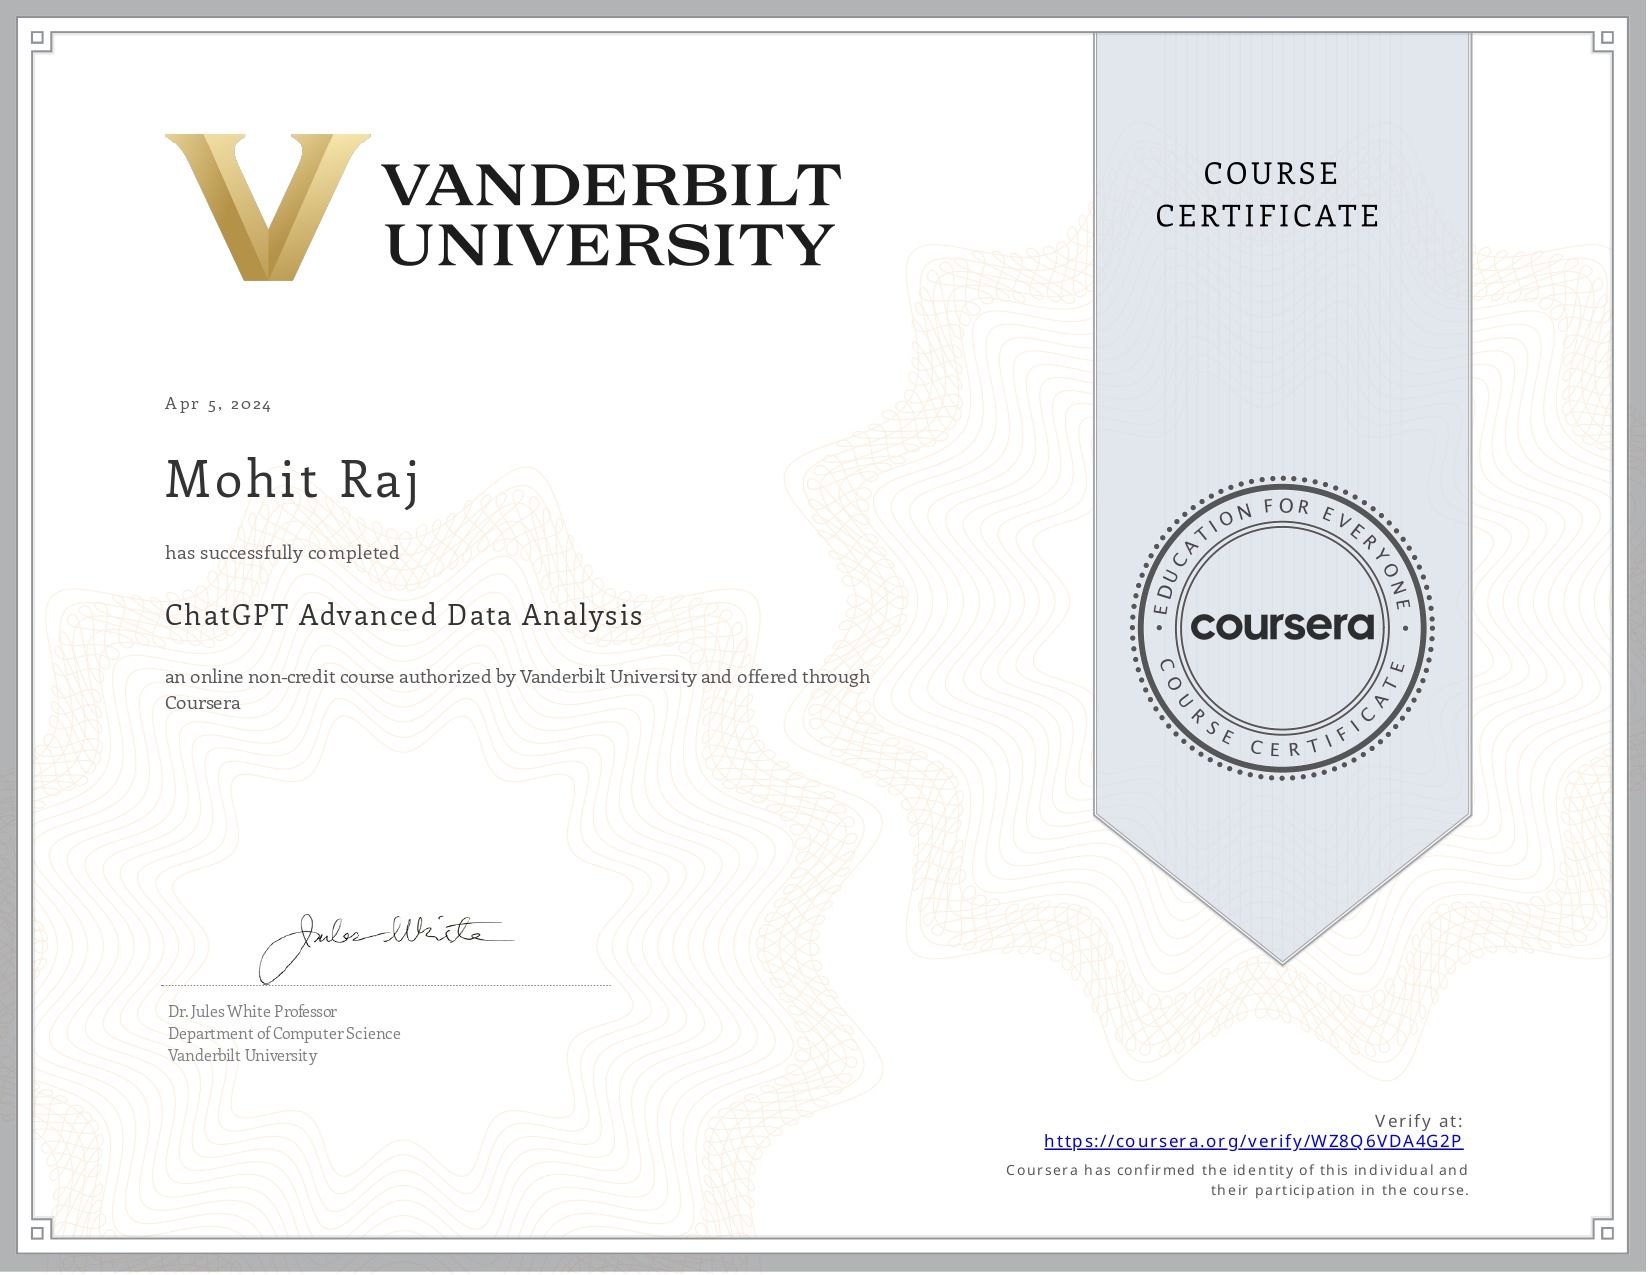 VANDERBILT
UNIVERSITY
COURSE
CERTIFICATE
Apr 5, 2024
Mohit Raj
has successfully completed
ChatGPT Advanced Data Analysis
an online non-credit course authorized by Vanderbilt University and offered through
Coursera
EDUCATION FOR EVERYONE
coursera
COURSE CERTIFICATE
Jules White
Dr. Jules White Professor
Department of Computer Science
Vanderbilt University
Verify at:
https://coursera.org/verify/WZ8Q6VDA4G2P
Coursera has confirmed the identity of this individual and
their participation in the course.